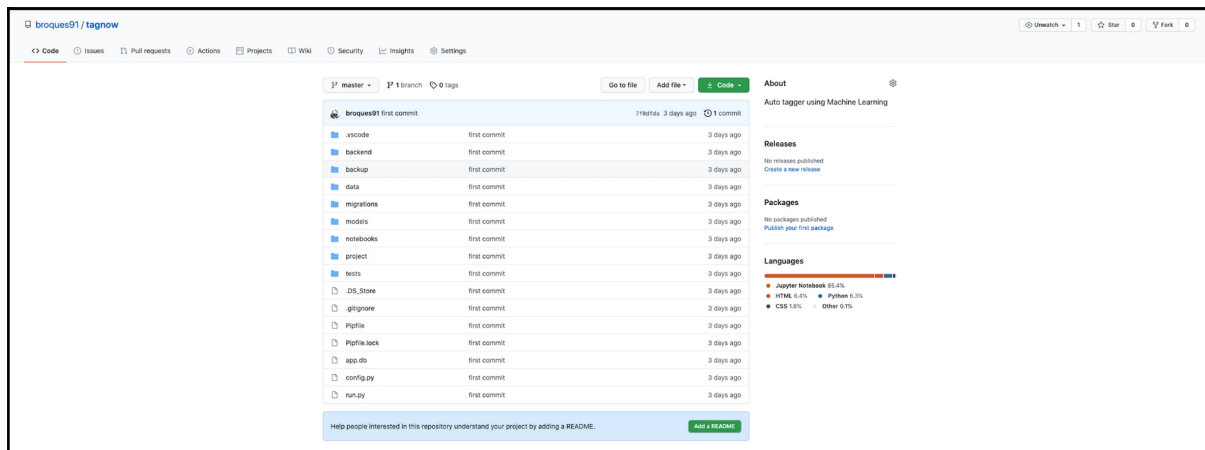 broques91 / tagnow
Unwatch 1 Star 0 Fork 0
Code Issues Pull requests Actions Projects Wiki Security Insights Settings
master 1 branch 0 tags Go to file Add file Code
broques91 first commit 7f0dfda 3 days ago 1 commit
.vscode first commit 3 days ago
backend first commit 3 days ago
backup first commit 3 days ago
data first commit 3 days ago
migrations first commit 3 days ago
models first commit 3 days ago
notebooks first commit 3 days ago
project first commit 3 days ago
tests first commit 3 days ago
.DS_Store first commit 3 days ago
.gitignore first commit 3 days ago
Pipfile first commit 3 days ago
Pipfile.lock first commit 3 days ago
app.db first commit 3 days ago
config.py first commit 3 days ago
run.py first commit 3 days ago
Help people interested in this repository understand your project by adding a README. Add a README
About
Auto tagger using Machine Learning
Releases
No releases published
Create a new release
Packages
No packages published
Publish your first package
Languages
Jupyter Notebook 85.4%
HTML 6.4% Python 6.3%
CSS 1.8% Other 0.1%